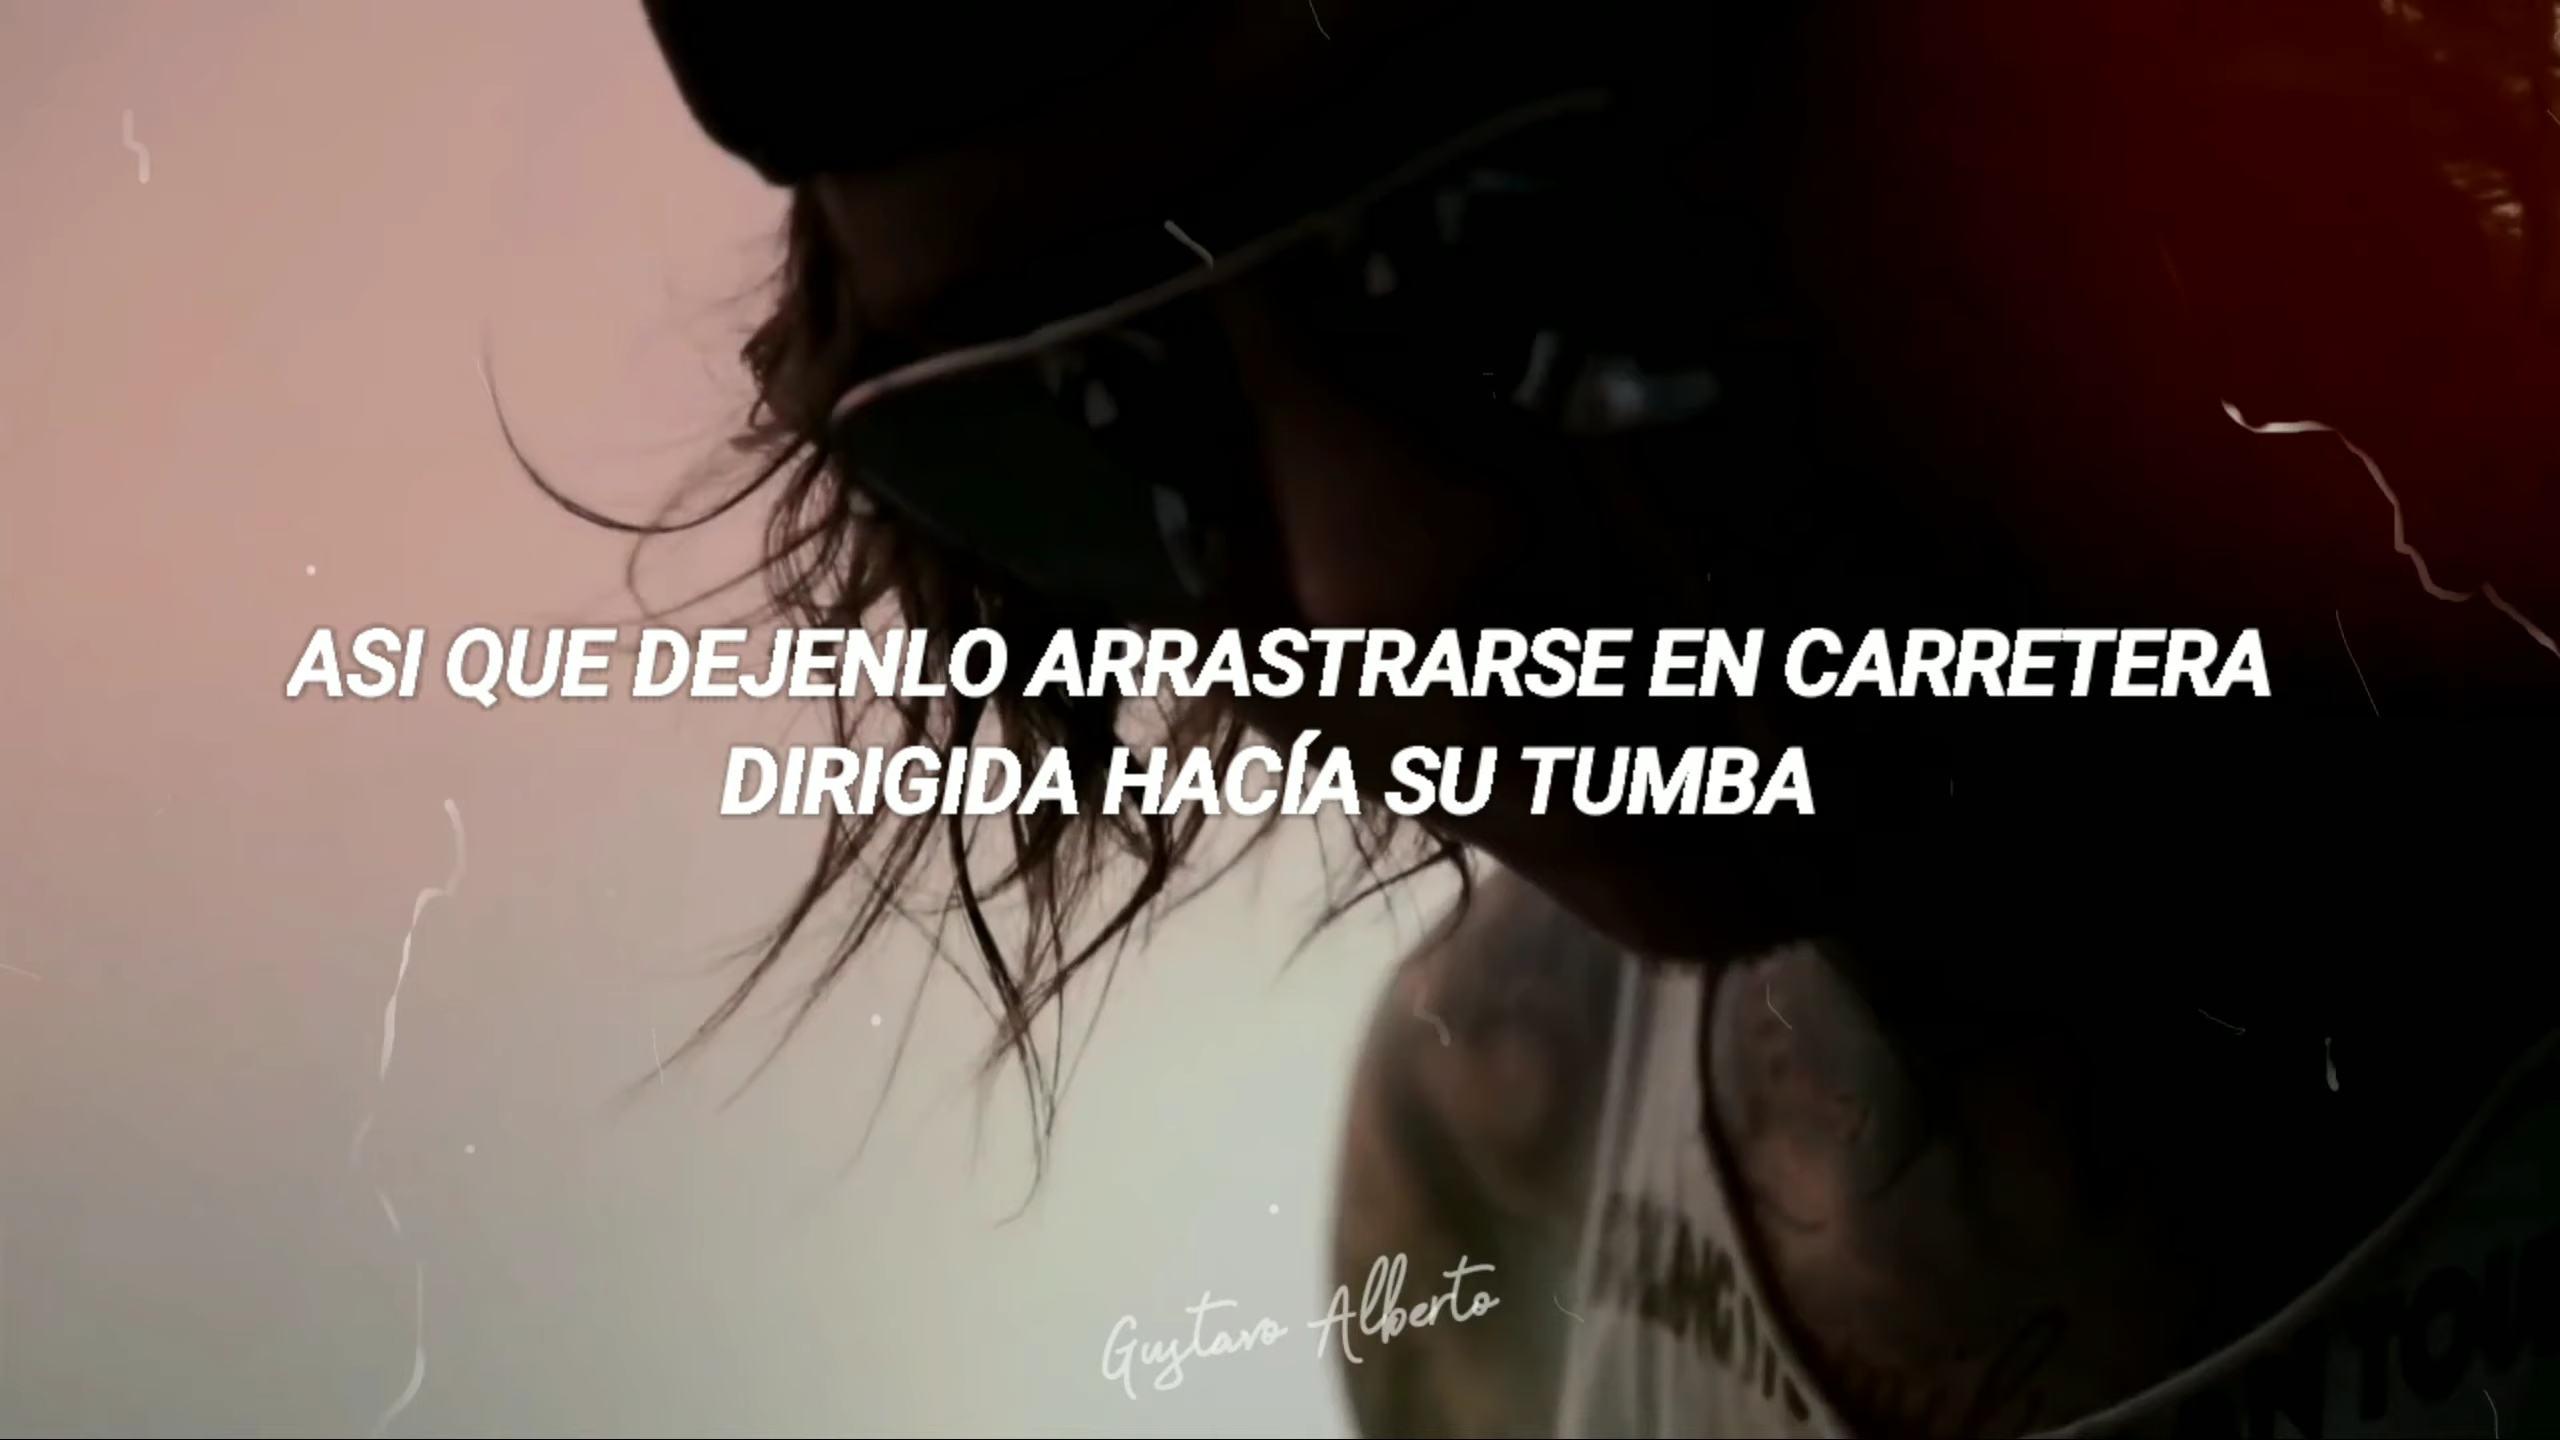 ASI QUE DEJENLO ARRASTRARSE EN CARRETERA
DIRIGIDA HACÍA SU TUMBA
Gustavo Alberto